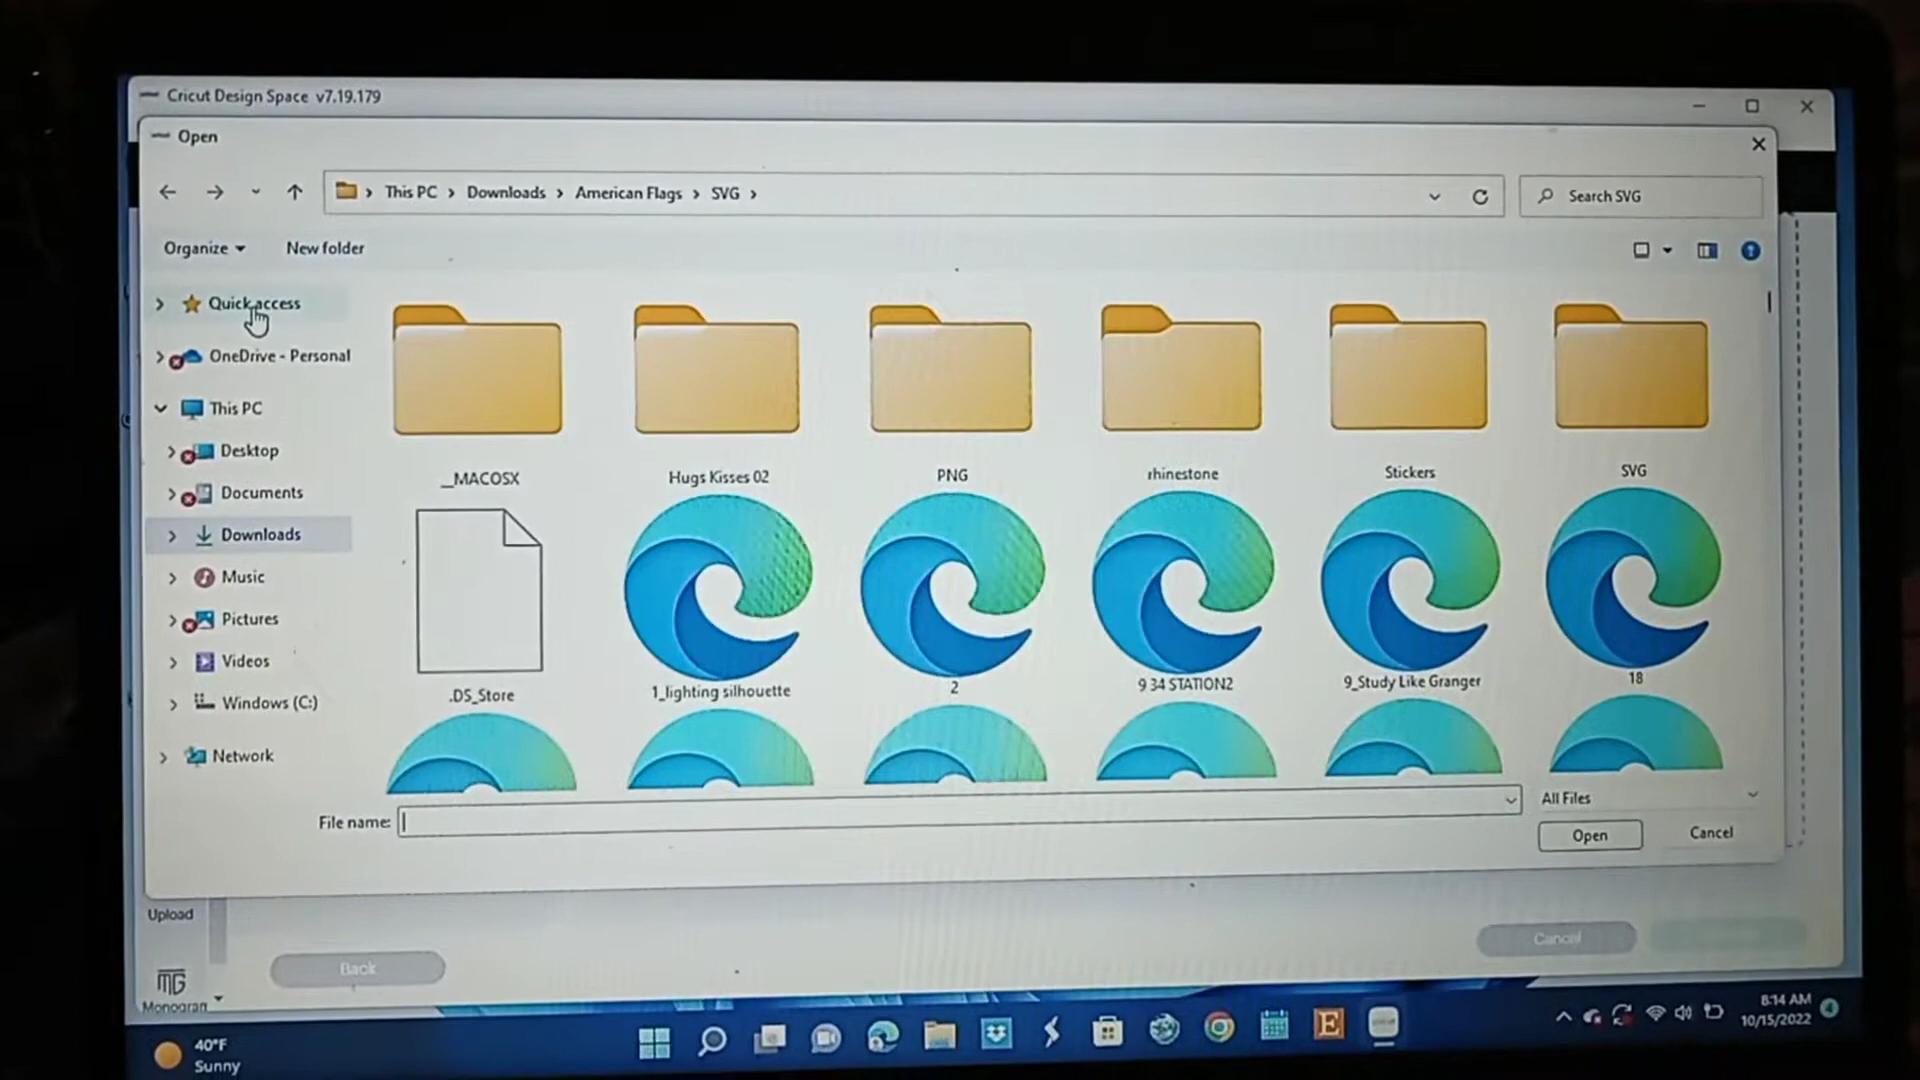 Cricut Design Space v7.19.179
Open
This PC > Downloads > American Flags > SVG >
Search SVG
Organize
New folder
Quick access
OneDrive - Personal
This PC
Desktop
Documents
Downloads
Music
Pictures
Videos
Windows (C:)
Network
__MACOSX
Hugs Kisses 02
PNG
rhinestone
Stickers
SVG
.DS_Store
1_lighting silhouette
2
9 34 STATION2
9_Study Like Granger
18
File name:
All Files
Open
Cancel
Upload
Back
Cancel
MG
Monogram
40°F
Sunny
E
8:14 AM
10/15/2022
4